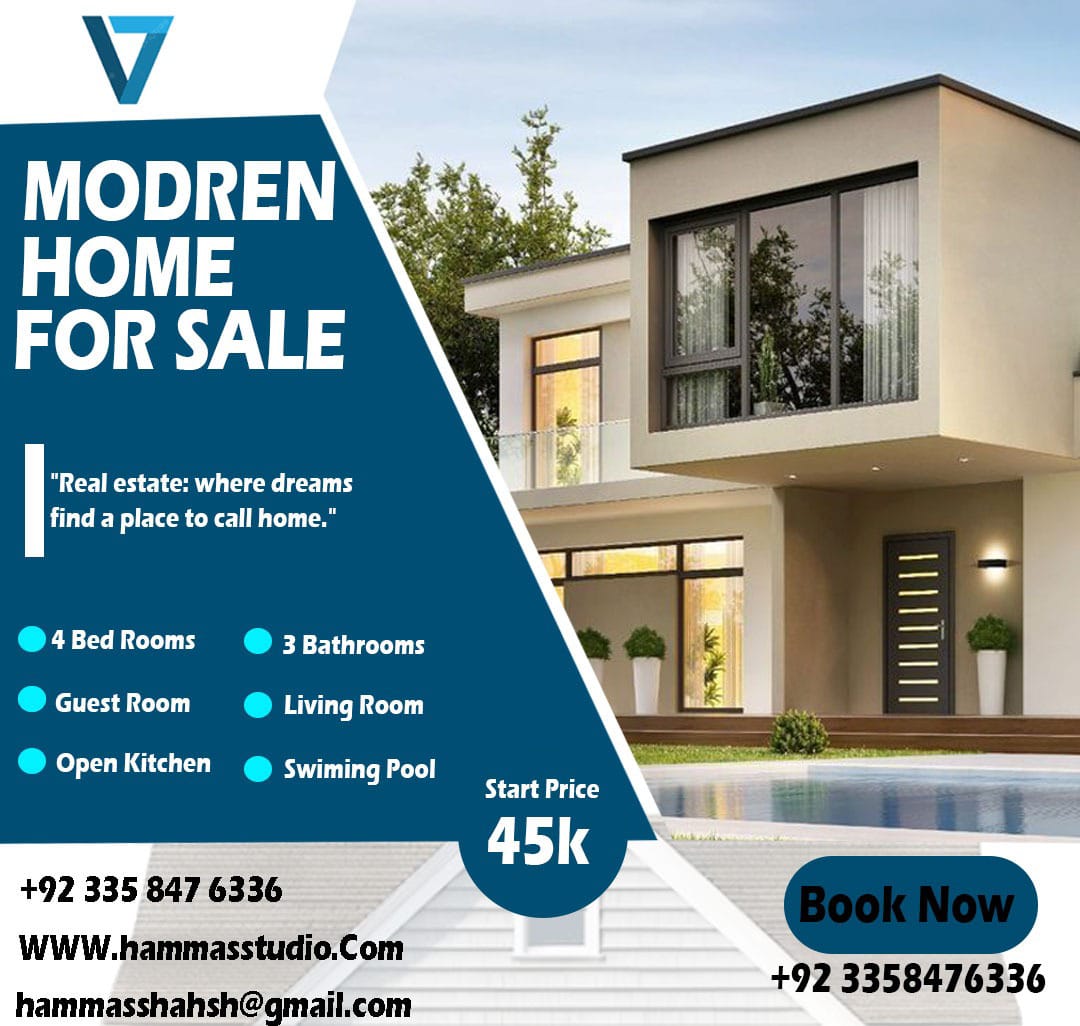 MODREN
HOME
FOR SALE
"Real estate: where dreams
find a place to call home."
4 Bed Rooms
3 Bathrooms
Guest Room
Living Room
Open Kitchen
Swiming Pool
Start Price
45k
+92 335 847 6336
WWW.hammasstudio.Com
hammasshahsh@gmail.com
Book Now
+92 3358476336